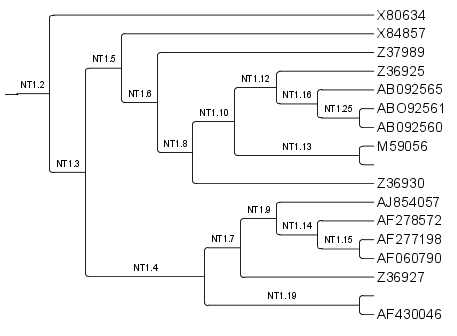 X80634
X84857
NT1.5
Z37989
Z36925
NT1.12
NT1.2
AB092565
NT1.16
NT1.6
ABO92561
NT1.25
NT1.10
AB092560
M59056
NT1.13
NT1.8
NT1.3
Z36930
AJ854057
NT1.9
AF278572
NT1.14
AF277198
NT1.7
NT1.15
AF060790
NT1.4
Z36927
NT1.19
AF430046